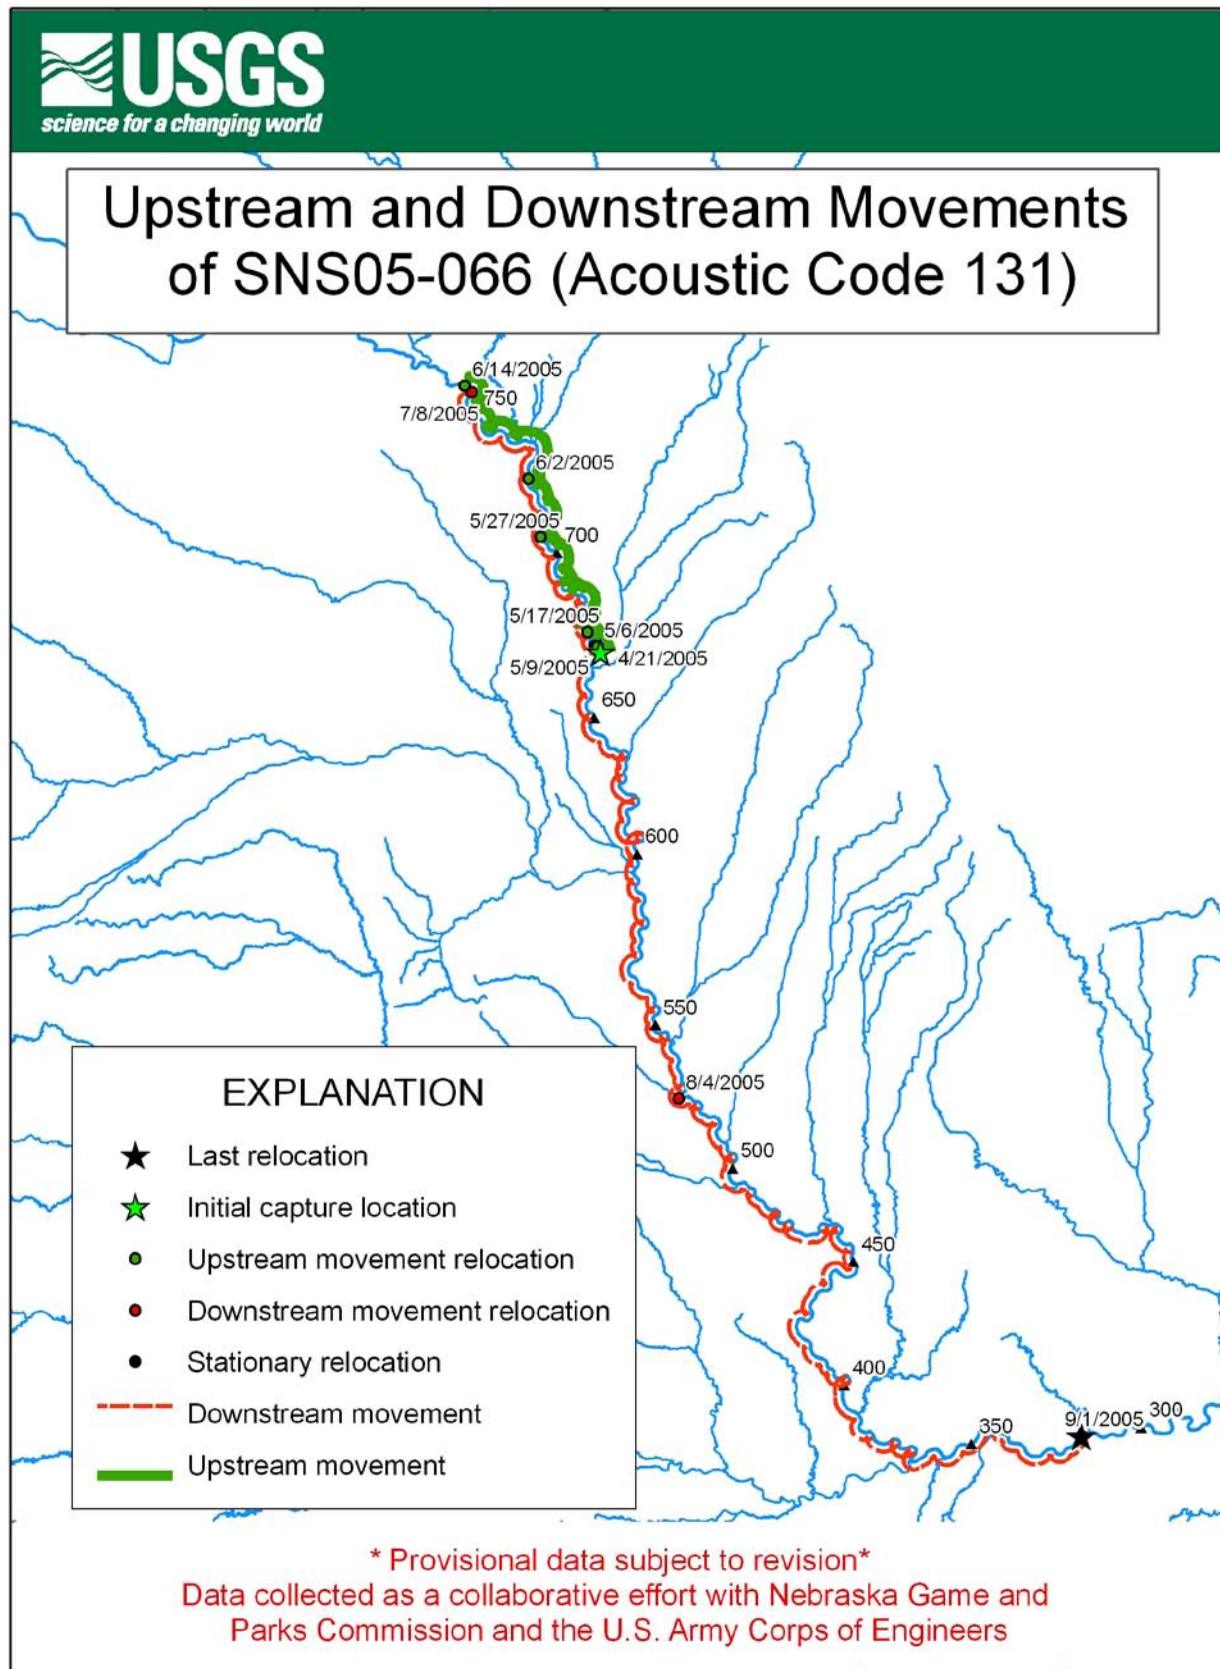 USGS
science for a changing world
Upstream and Downstream Movements
of SNS05-066 (Acoustic Code 131)
6/14/2005
750
7/8/2005
6/2/2005
5/27/2005
700
5/17/2005
5/6/2005
5/9/2005
4/21/2005
650
600
550
8/4/2005
500
450
400
350
9/1/2005
300
EXPLANATION
Last relocation
Initial capture location
Upstream movement relocation
Downstream movement relocation
Stationary relocation
Downstream movement
Upstream movement
* Provisional data subject to revision*
Data collected as a collaborative effort with Nebraska Game and
Parks Commission and the U.S. Army Corps of Engineers